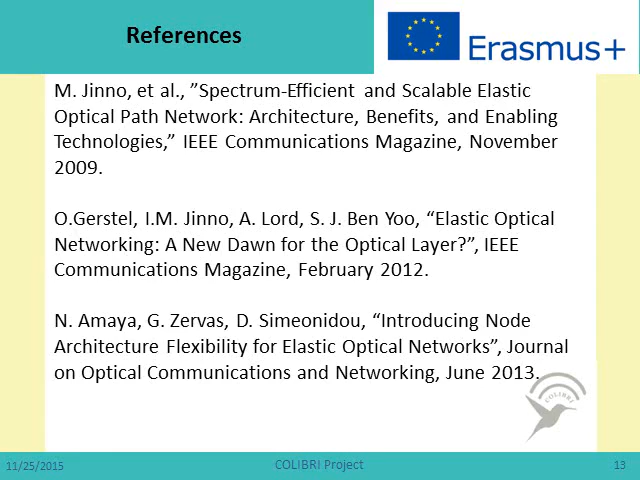 References
Erasmus+
M. Jinno, et al., ”Spectrum-Efficient and Scalable Elastic
Optical Path Network: Architecture, Benefits, and Enabling
Technologies,” IEEE Communications Magazine, November
2009.
O.Gerstel, I.M. Jinno, A. Lord, S. J. Ben Yoo, “Elastic Optical
Networking: A New Dawn for the Optical Layer?”, IEEE
Communications Magazine, February 2012.
N. Amaya, G. Zervas, D. Simeonidou, “Introducing Node
Architecture Flexibility for Elastic Optical Networks”, Journal
on Optical Communications and Networking, June 2013.
COLIBRI
11/25/2015
COLIBRI Project
13